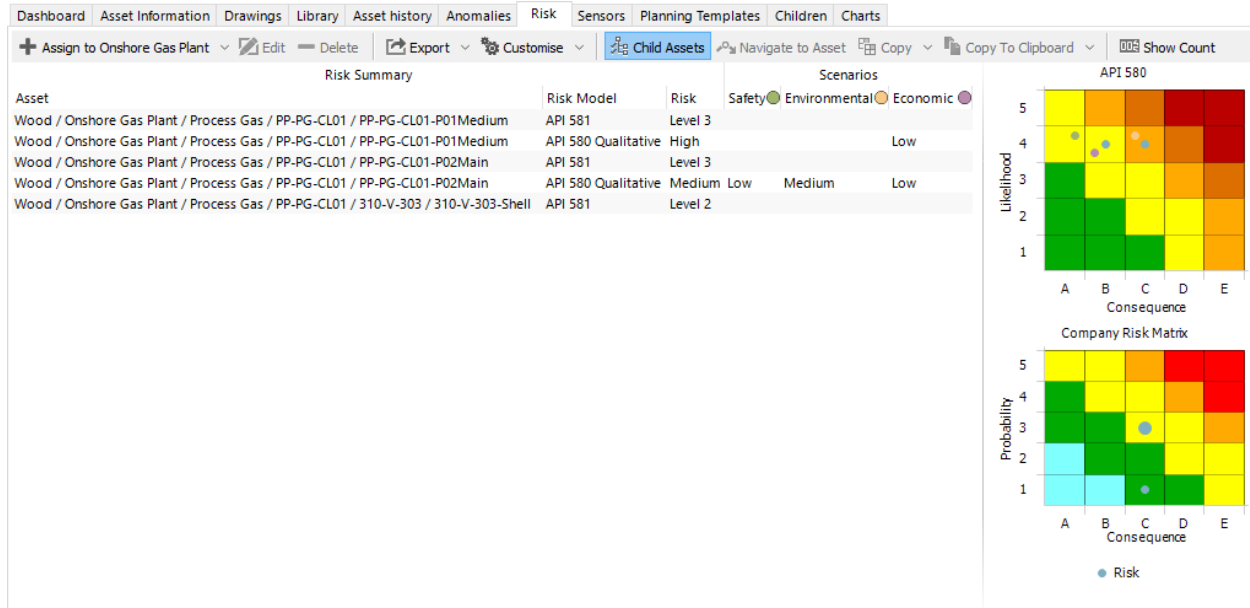 Dashboard Asset Information Drawings Library Asset history Anomalies Risk Sensors Planning Templates Children Charts
Assign to Onshore Gas Plant Edit Delete Export Customise Child Assets Navigate to Asset Copy Copy To Clipboard Show Count
Risk Summary Scenarios
Asset Risk Model Risk Safety Environmental Economic
Wood / Onshore Gas Plant / Process Gas / PP-PG-CL01 / PP-PG-CL01-P01Medium API 581 Level 3
Wood / Onshore Gas Plant / Process Gas / PP-PG-CL01 / PP-PG-CL01-P01Medium API 580 Qualitative High Low
Wood / Onshore Gas Plant / Process Gas / PP-PG-CL01 / PP-PG-CL01-P02Main API 581 Level 3
Wood / Onshore Gas Plant / Process Gas / PP-PG-CL01 / PP-PG-CL01-P02Main API 580 Qualitative Medium Low Medium Low
Wood / Onshore Gas Plant / Process Gas / PP-PG-CL01 / 310-V-303 / 310-V-303-Shell API 581 Level 2
API 580
Likelihood
5
4
3
2
1
A B C D E
Consequence
Company Risk Matrix
Probability
5
4
3
2
1
A B C D E
Consequence
Risk